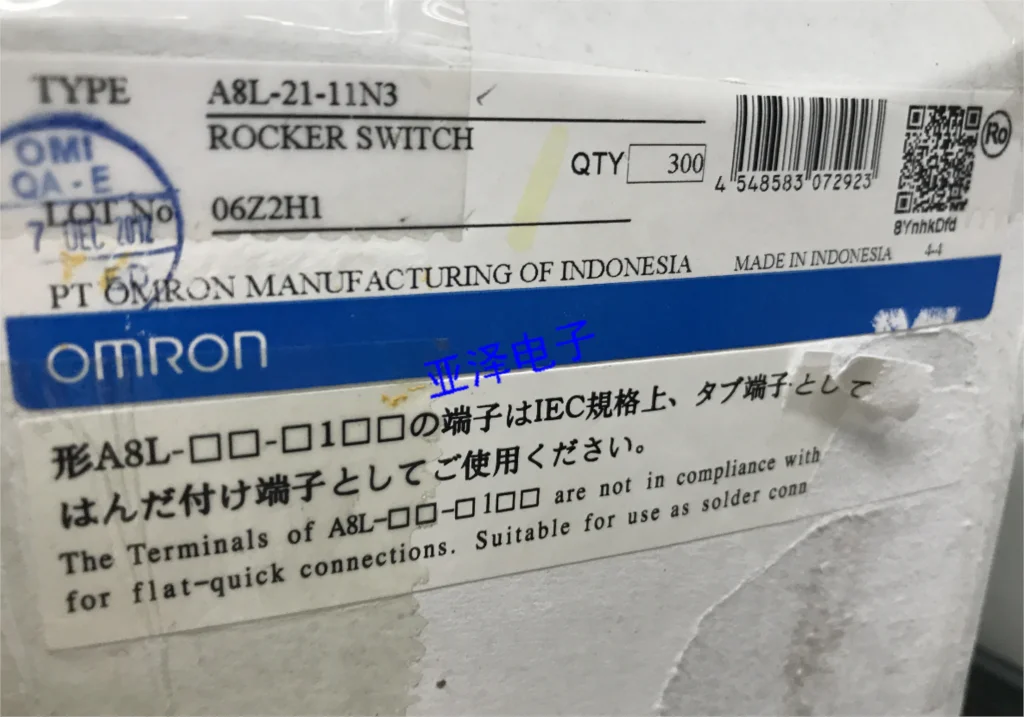 TYPE A8L-21-11N3
ROCKER SWITCH
QTY 300
4 548583 072923
Ro
8YnhkDfd
4-4
OMI
QA-E
7 DEC 2012
LOT No 06Z2H1
PT OMRON MANUFACTURING OF INDONESIA MADE IN INDONESIA
OMRON
亚泽电子
形A8L-□□-□1□□の端子はIEC規格上、タブ端子として
はんだ付け端子としてご使用ください。
The Terminals of A8L-□□-□1□□ are not in compliance with
for flat-quick connections. Suitable for use as solder conn